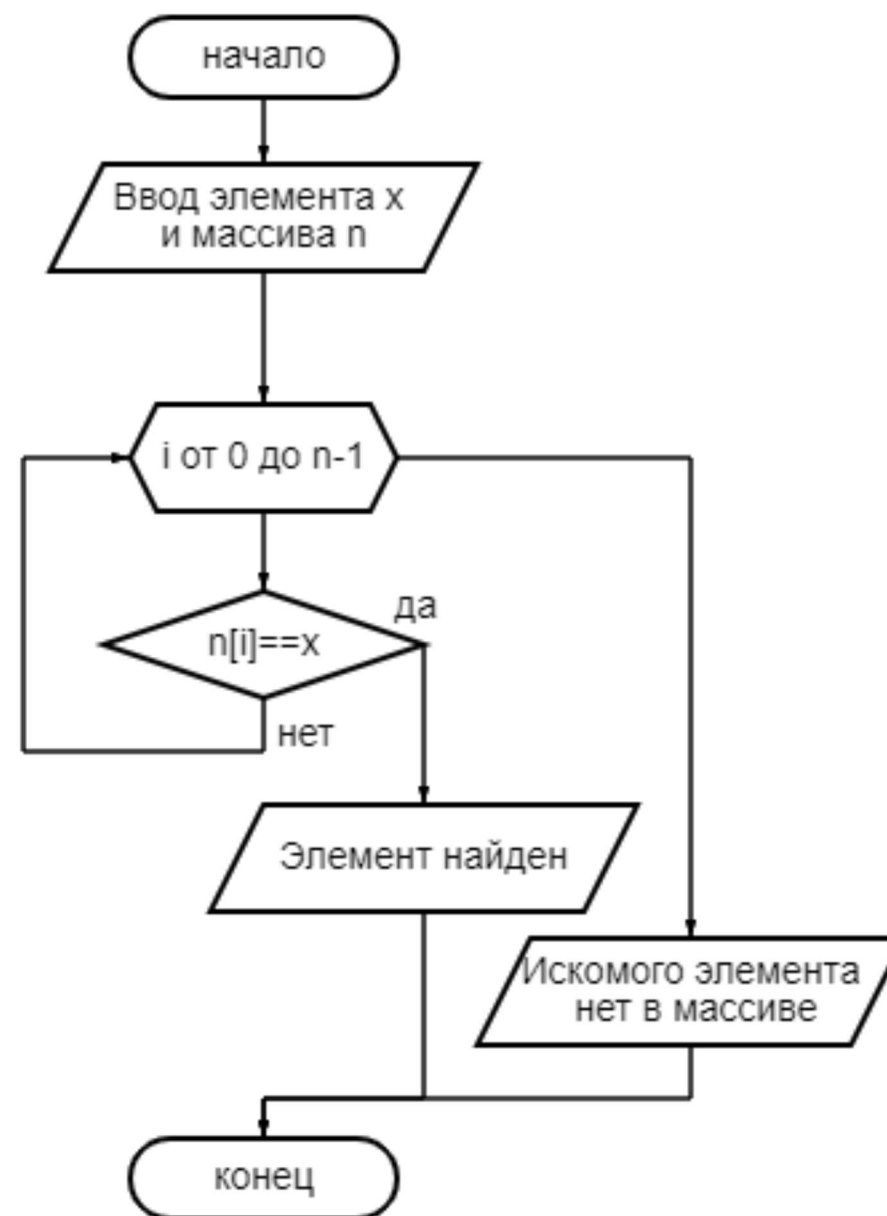 начало
Ввод элемента x
и массива n
i от 0 до n-1
n[i]==x
да
нет
Элемент найден
Искомого элемента
нет в массиве
конец